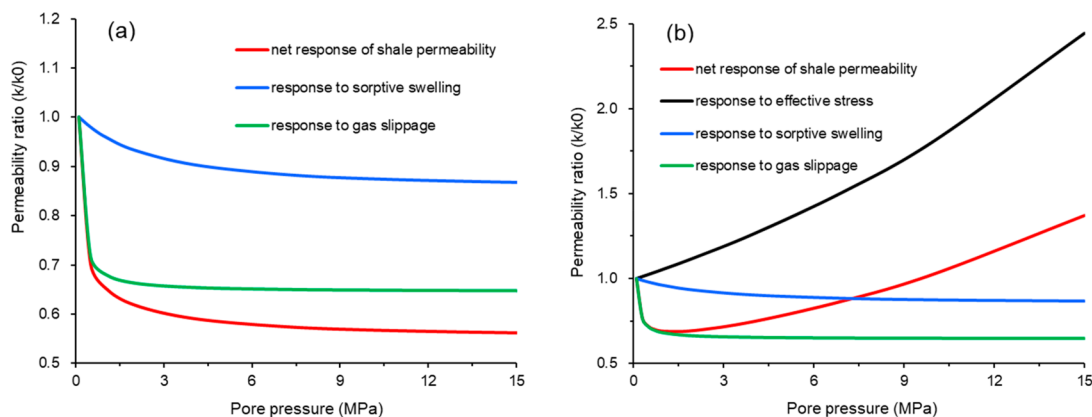 (a)
net response of shale permeability
response to sorptive swelling
response to gas slippage
Permeability ratio (k/k0)
1.2
1.1
1.0
0.9
0.8
0.7
0.6
0.5
0
3
6
9
12
15
Pore pressure (MPa)
(b)
net response of shale permeability
response to effective stress
response to sorptive swelling
response to gas slippage
Permeability ratio (k/k0)
2.5
2.0
1.5
1.0
0.5
0
3
6
9
12
15
Pore pressure (MPa)